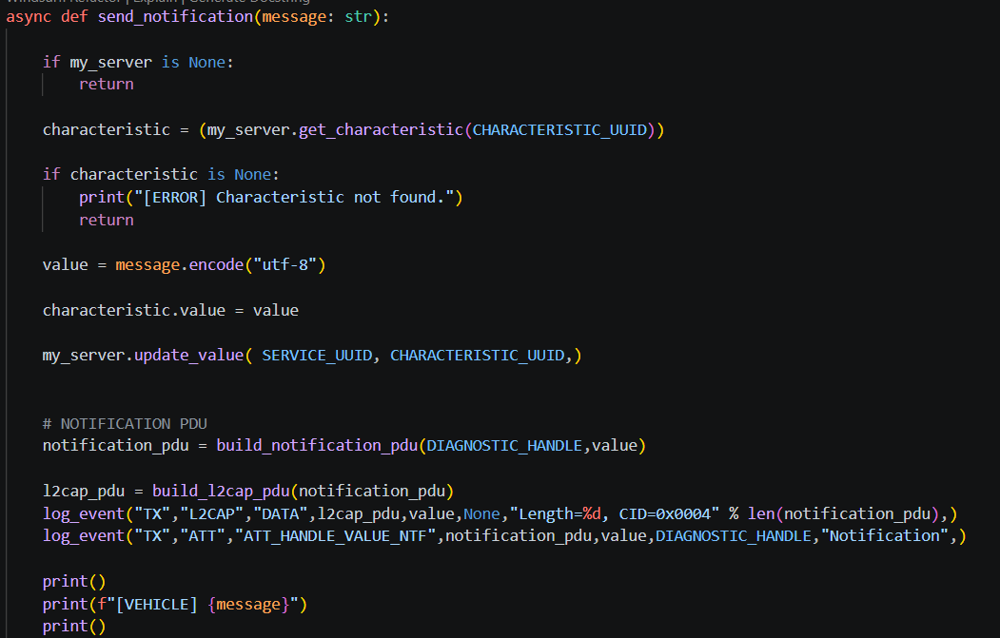 Windsurf: Refactor | Explain | Generate Docstring
async def send_notification(message: str):
if my_server is None:
return
characteristic = (my_server.get_characteristic(CHARACTERISTIC_UUID))
if characteristic is None:
print("[ERROR] Characteristic not found.")
return
value = message.encode("utf-8")
characteristic.value = value
my_server.update_value( SERVICE_UUID, CHARACTERISTIC_UUID,)
# NOTIFICATION PDU
notification_pdu = build_notification_pdu(DIAGNOSTIC_HANDLE,value)
l2cap_pdu = build_l2cap_pdu(notification_pdu)
log_event("TX","L2CAP","DATA",l2cap_pdu,value,None,"Length=%d, CID=0x0004" % len(notification_pdu),)
log_event("TX","ATT","ATT_HANDLE_VALUE_NTF",notification_pdu,value,DIAGNOSTIC_HANDLE,"Notification",)
print()
print(f"[VEHICLE] {message}")
print()